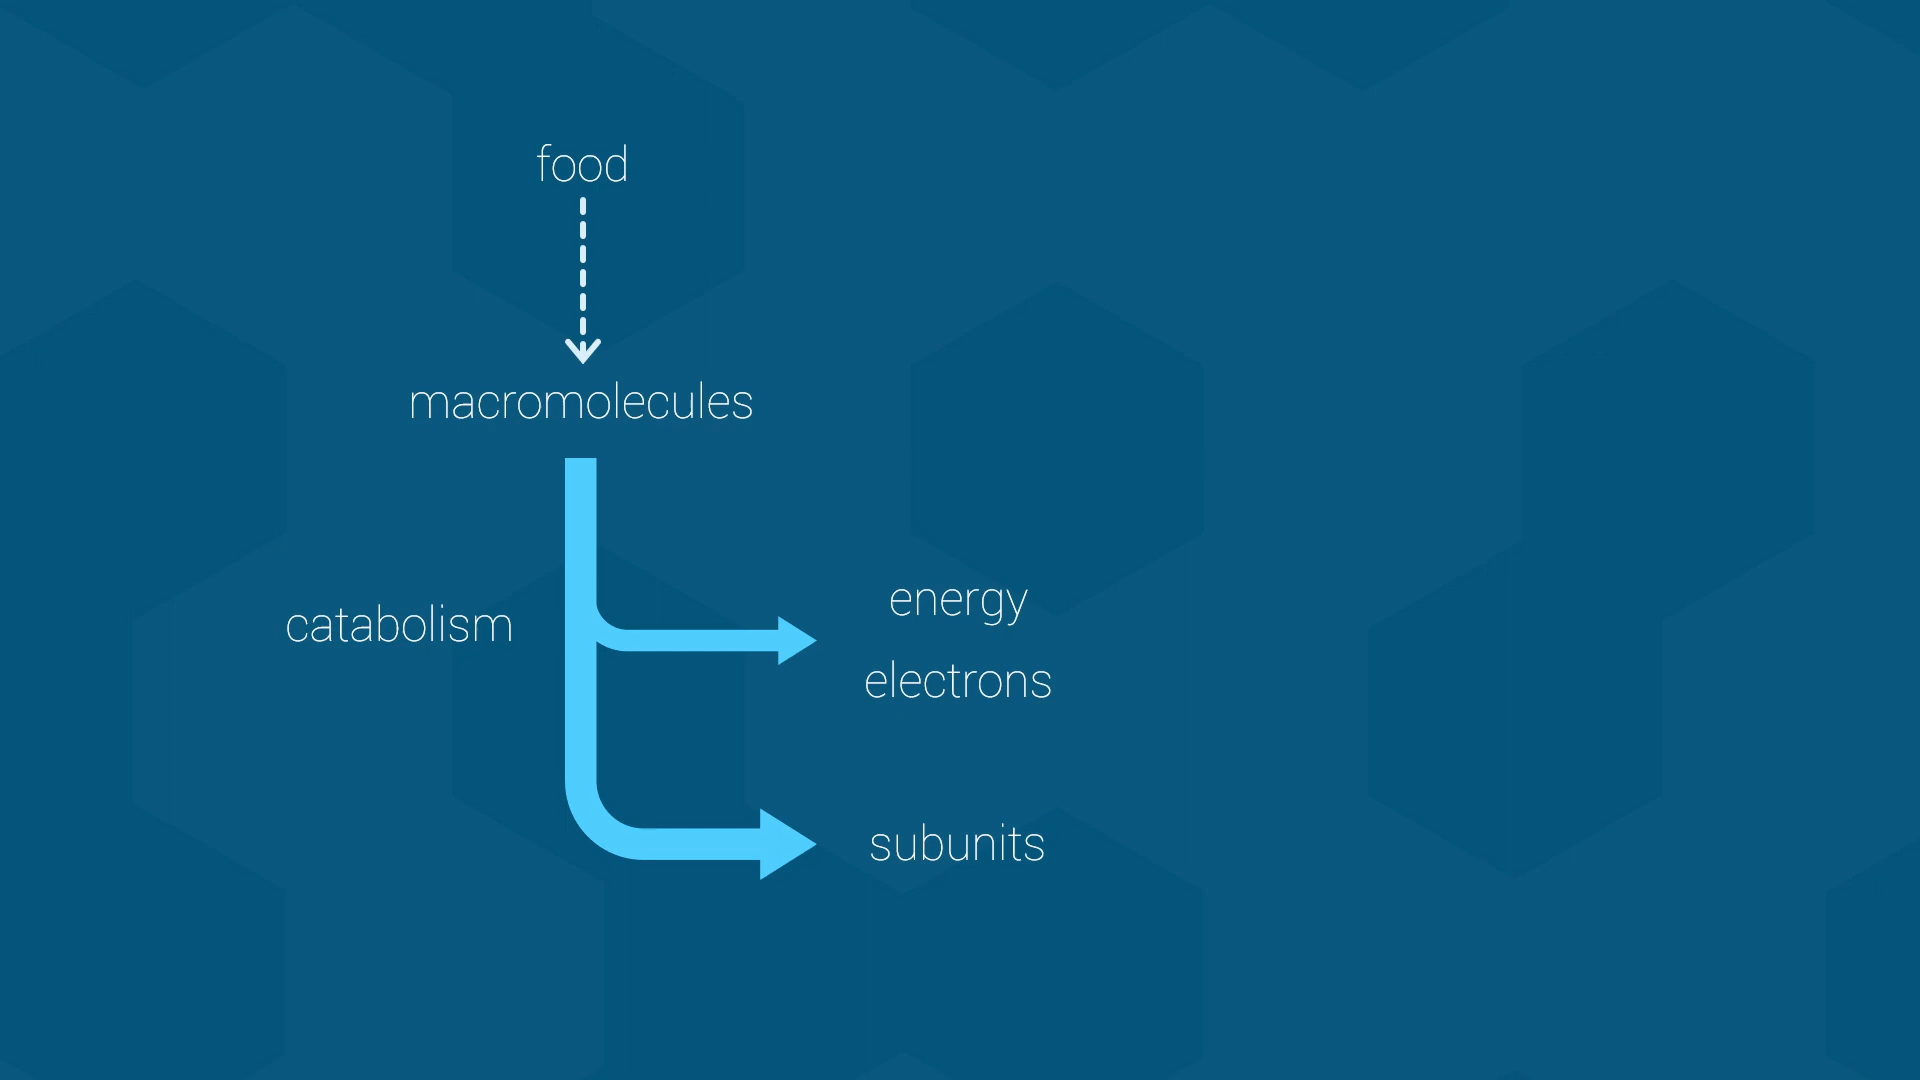 food
macromolecules
catabolism
energy
electrons
subunits